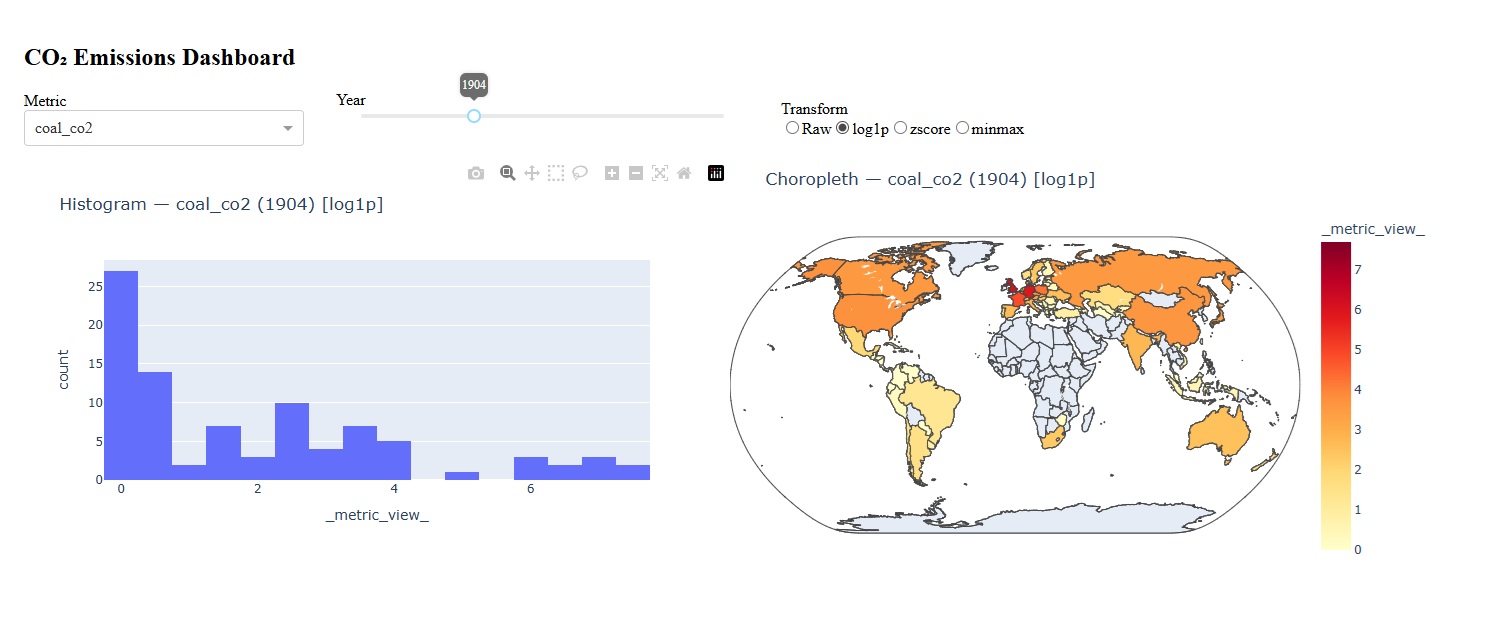 CO₂ Emissions Dashboard
Metric
coal_co2
Year
1904
Transform
Raw log1p zscore minmax
Histogram — coal_co2 (1904) [log1p]
count
25
20
15
10
5
0
0 2 4 6
_metric_view_
Choropleth — coal_co2 (1904) [log1p]
_metric_view_
7
6
5
4
3
2
1
0